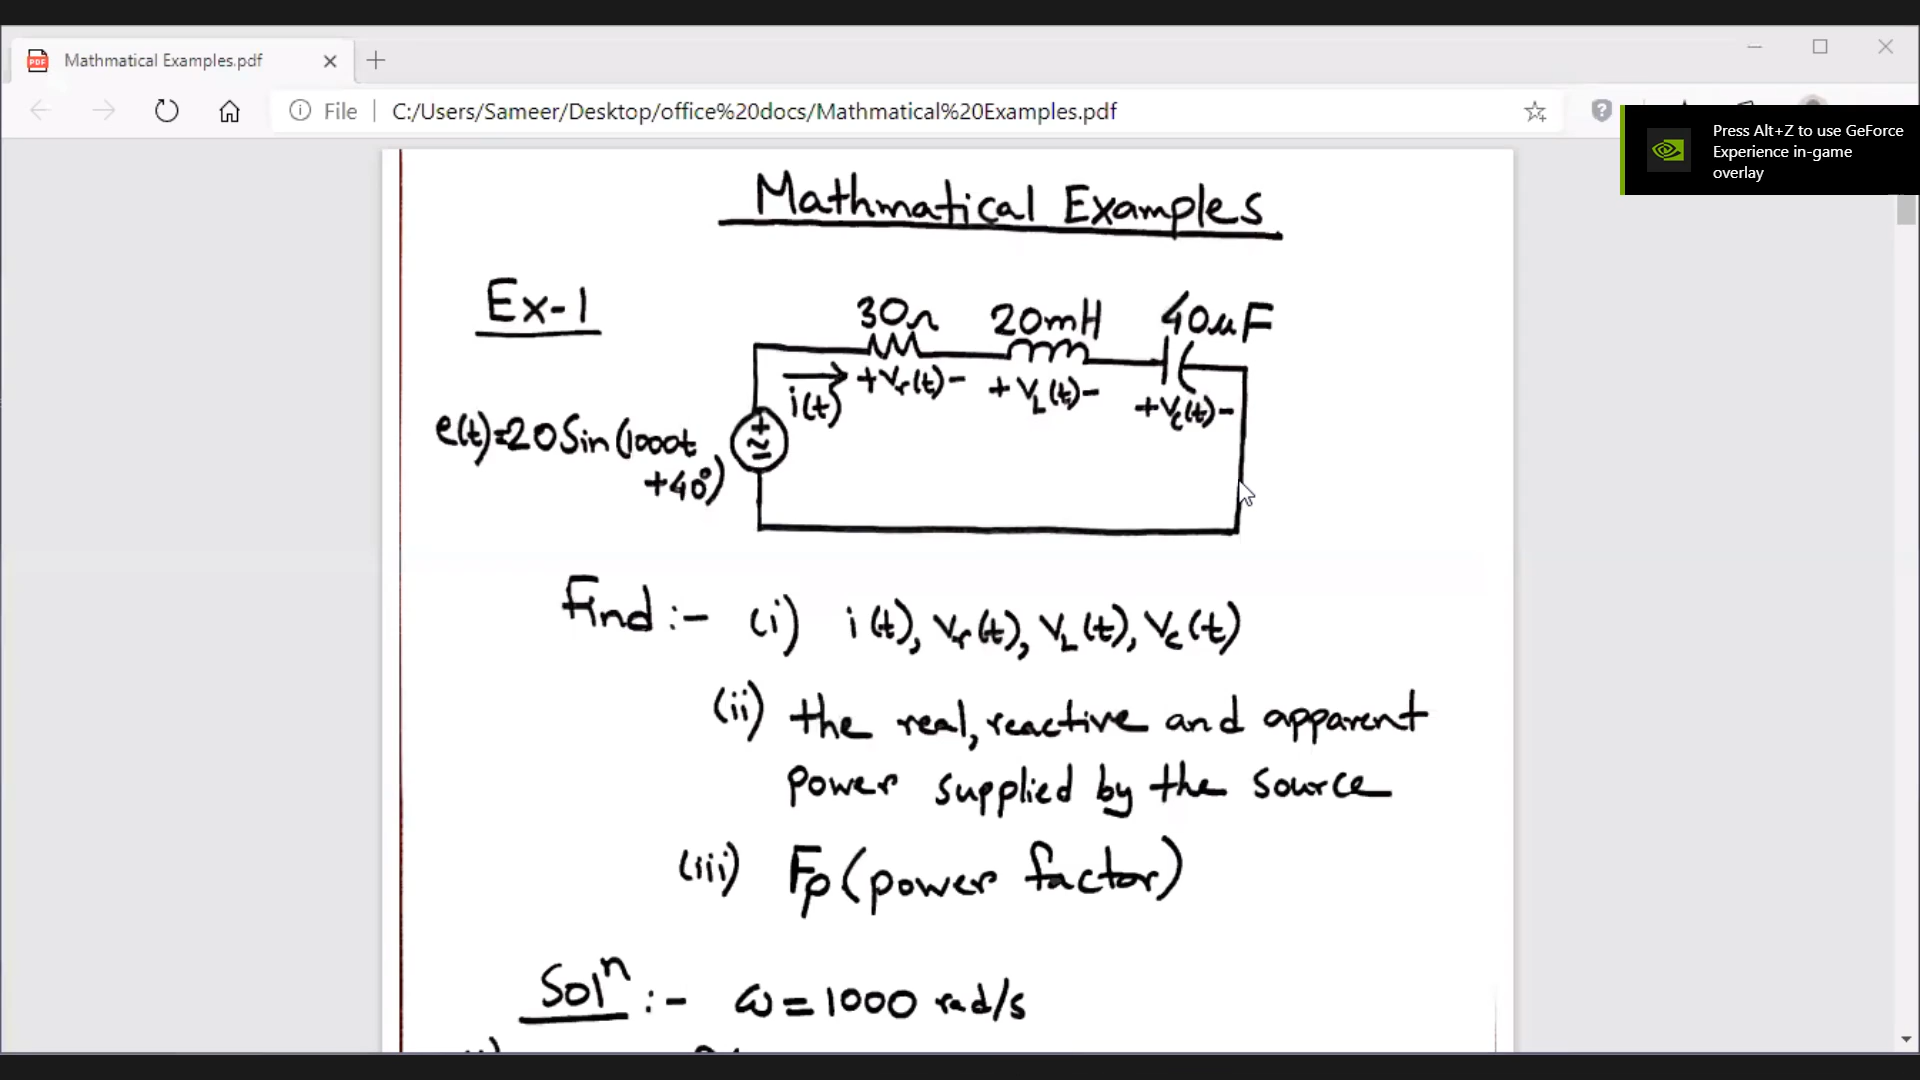 Mathmatical Examples.pdf
File
C:/Users/Sameer/Desktop/office%20docs/Mathmatical%20Examples.pdf
Press Alt+Z to use GeForce
Experience in-game
overlay
Mathmatical Examples
Ex-1
30Ω 20mH 40μF
i(t) +Vr(t)- +VL(t)- +Vc(t)-
e(t)=20Sin(1000t
+40°)
Find:- (i) i(t), Vr(t), VL(t), Vc(t)
(ii) the real, reactive and apparent
power supplied by the source
(iii) Fp (power factor)
Solⁿ:- ω = 1000 rad/s